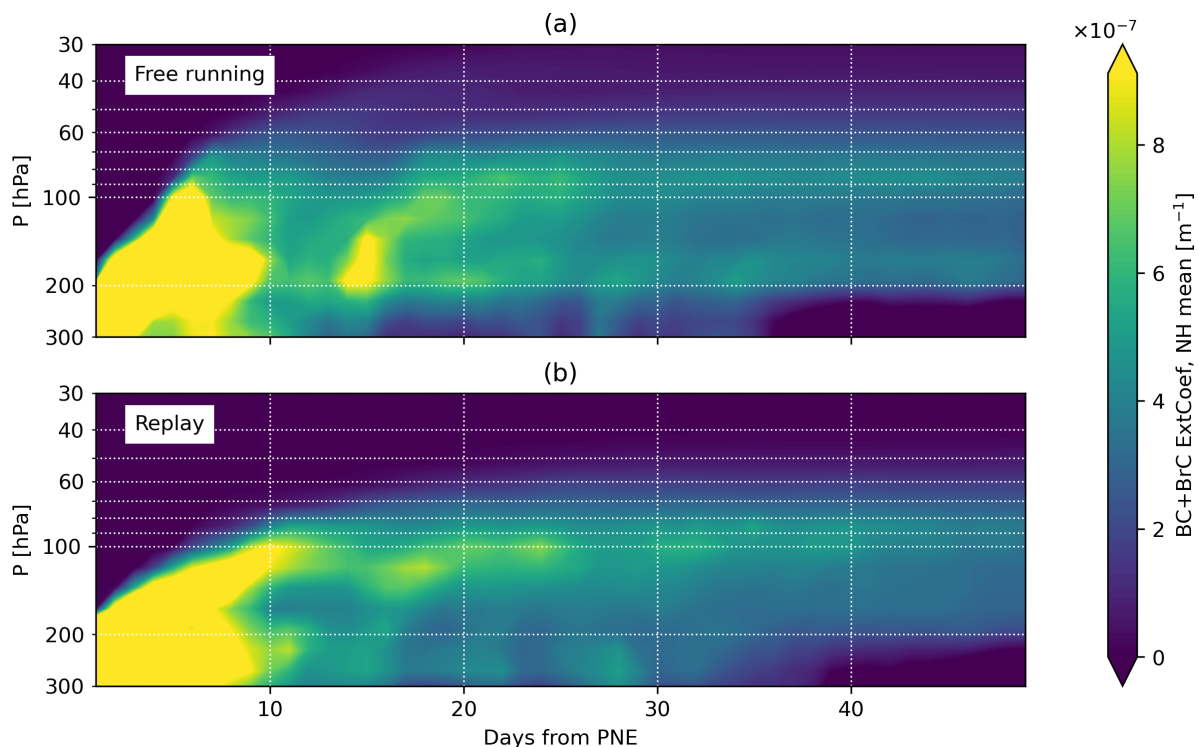 (a)
×10⁻⁷
30
Free running
40
60
P [hPa]
100
200
300
(b)
30
Replay
40
60
P [hPa]
100
200
300
10
20
30
40
Days from PNE
8
6
4
2
0
BC+BrC ExtCoef, NH mean [m⁻¹]